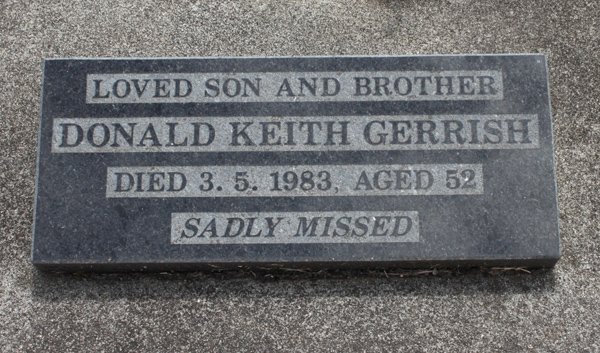 LOVED SON AND BROTHER
DONALD KEITH GERRISH
DIED 3. 5. 1983, AGED 52
SADLY MISSED